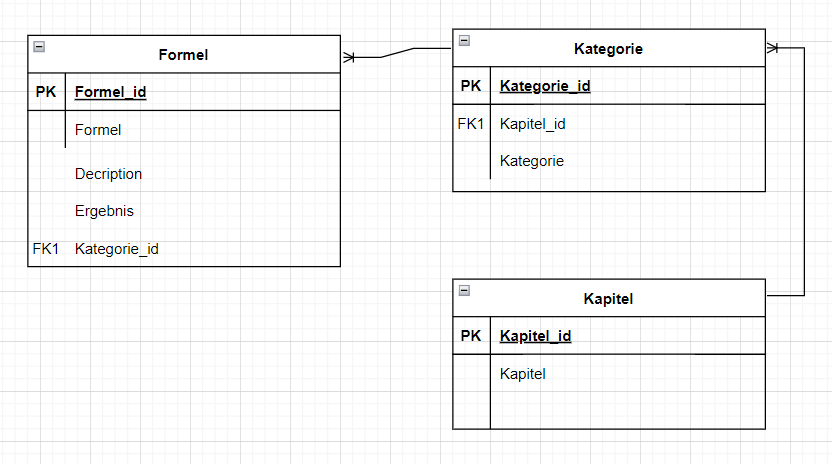 Formel
PK Formel_id
Formel
Decription
Ergebnis
FK1 Kategorie_id
Kategorie
PK Kategorie_id
FK1 Kapitel_id
Kategorie
Kapitel
PK Kapitel_id
Kapitel